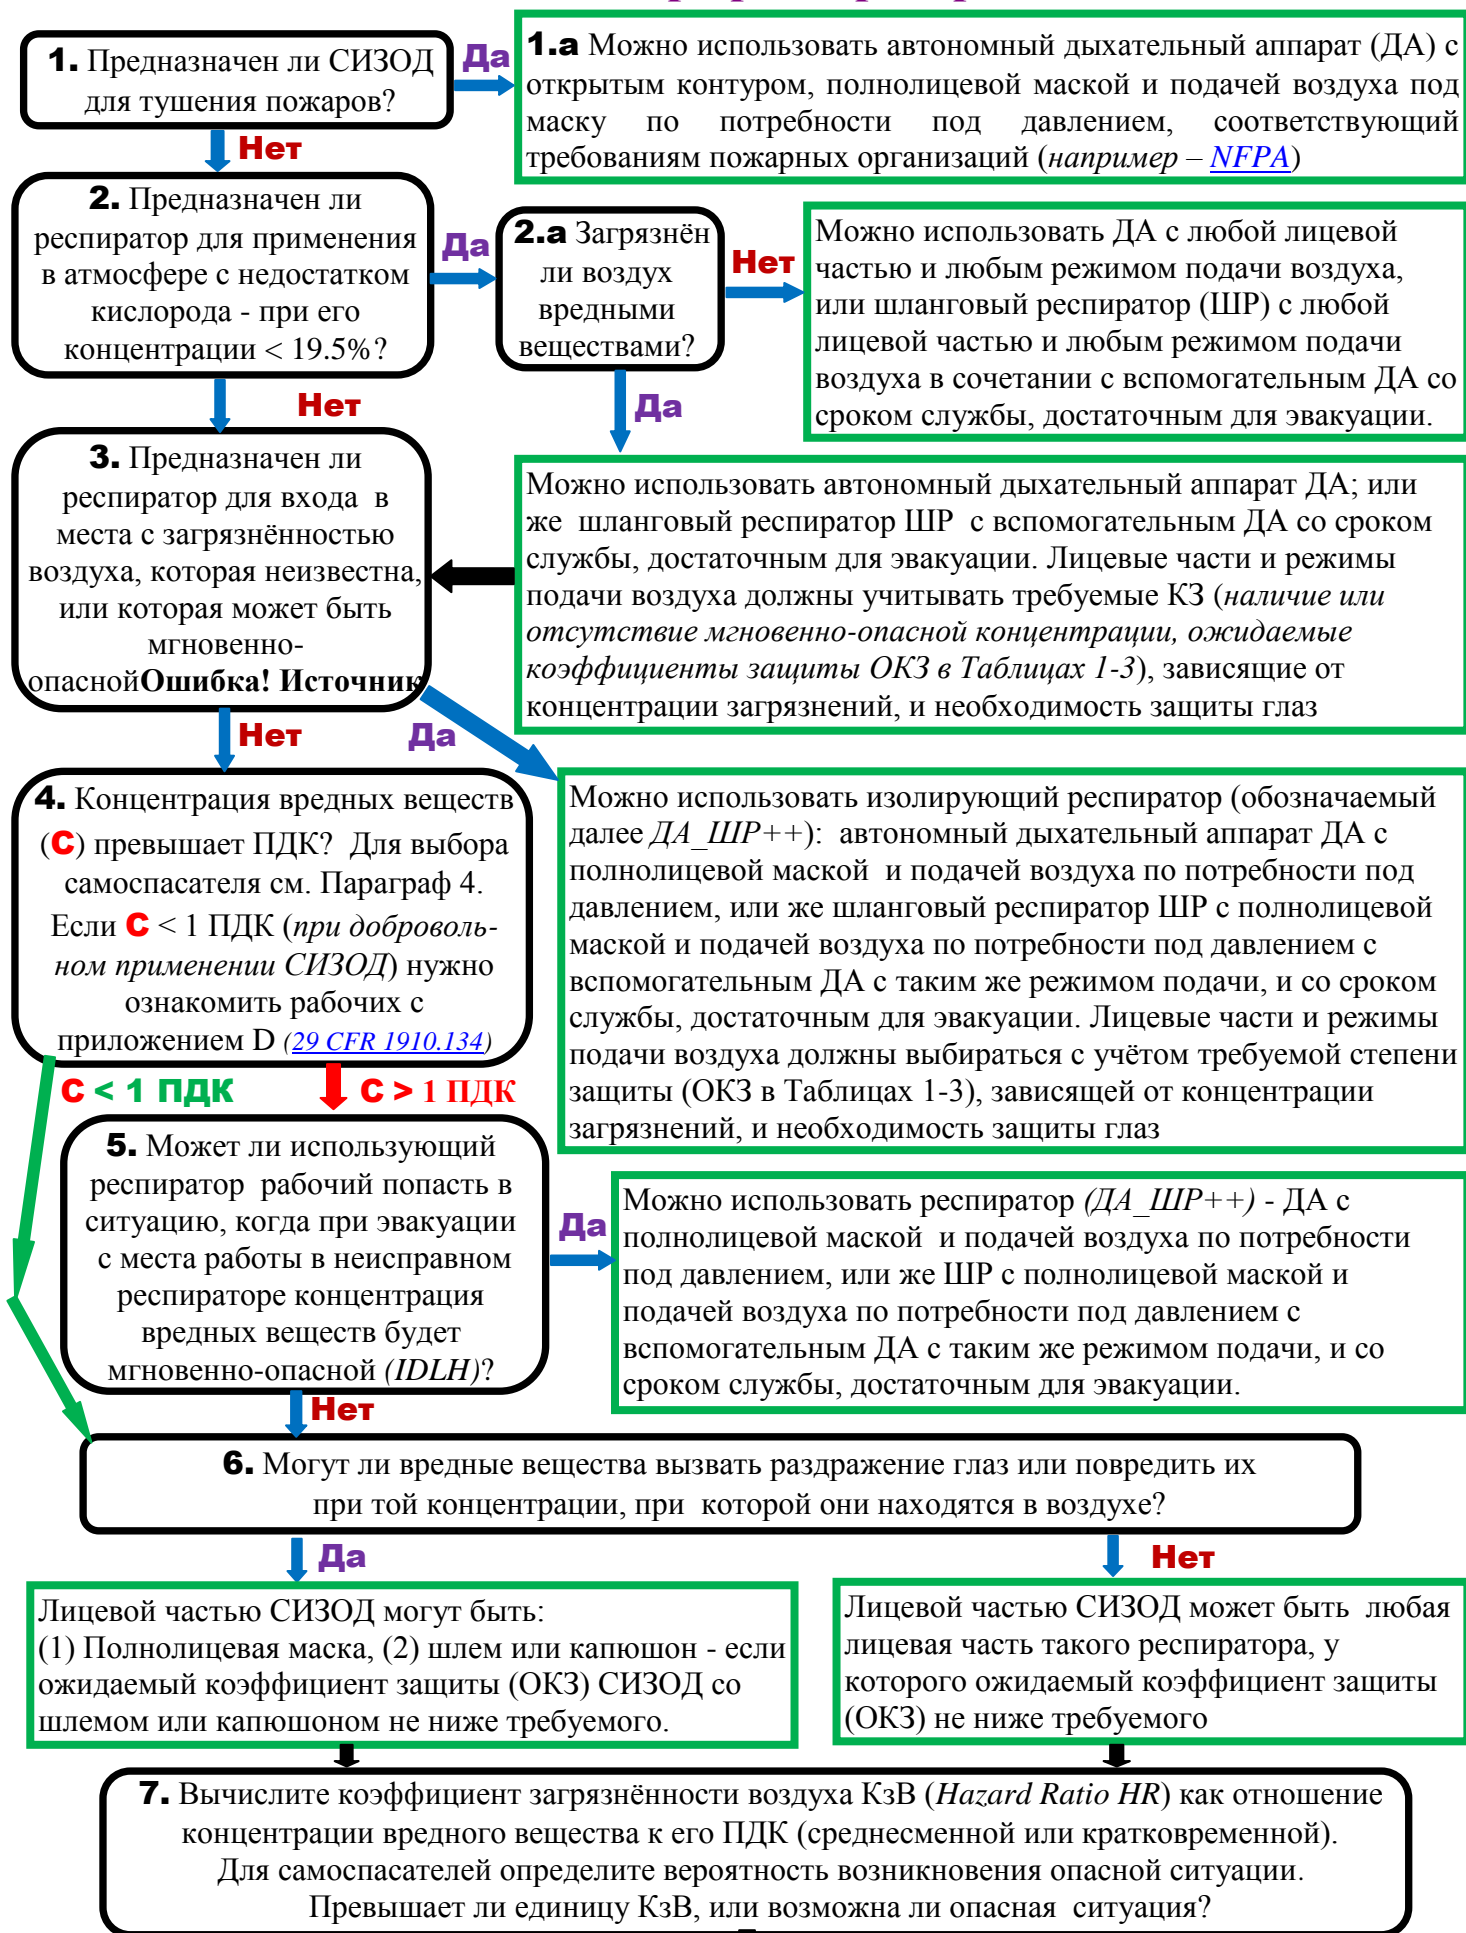 1. Предназначен ли СИЗОД
для тушения пожаров?
Да
1.а Можно использовать автономный дыхательный аппарат (ДА) с
открытым контуром, полнолицевой маской и подачей воздуха под
маску по потребности под давлением, соответствующий
требованиям пожарных организаций (например – NFPA)
Нет
2. Предназначен ли
респиратор для применения
в атмосфере с недостатком
кислорода - при его
концентрации < 19.5%?
Да
2.а Загрязнён
ли воздух
вредными
веществами?
Нет
Можно использовать ДА с любой лицевой
частью и любым режимом подачи воздуха,
или шланговый респиратор (ШР) с любой
лицевой частью и любым режимом подачи
воздуха в сочетании с вспомогательным ДА со
сроком службы, достаточным для эвакуации.
Нет
Да
3. Предназначен ли
респиратор для входа в
места с загрязнённостью
воздуха, которая неизвестна,
или которая может быть
мгновенно-
опаснойОшибка! Источник
Можно использовать автономный дыхательный аппарат ДА; или
же шланговый респиратор ШР с вспомогательным ДА со сроком
службы, достаточным для эвакуации. Лицевые части и режимы
подачи воздуха должны учитывать требуемые КЗ (наличие или
отсутствие мгновенно-опасной концентрации, ожидаемые
коэффициенты защиты ОКЗ в Таблицах 1-3), зависящие от
концентрации загрязнений, и необходимость защиты глаз
Нет
Да
4. Концентрация вредных веществ
(С) превышает ПДК? Для выбора
самоспасателя см. Параграф 4.
Если С < 1 ПДК (при доброволь-
ном применении СИЗОД) нужно
ознакомить рабочих с
приложением D (29 CFR 1910.134)
Можно использовать изолирующий респиратор (обозначаемый
далее ДА_ШР++): автономный дыхательный аппарат ДА с
полнолицевой маской и подачей воздуха по потребности под
давлением, или же шланговый респиратор ШР с полнолицевой
маской и подачей воздуха по потребности под давлением с
вспомогательным ДА с таким же режимом подачи, и со сроком
службы, достаточным для эвакуации. Лицевые части и режимы
подачи воздуха должны выбираться с учётом требуемой степени
защиты (ОКЗ в Таблицах 1-3), зависящей от концентрации
загрязнений, и необходимость защиты глаз
С < 1 ПДК
С > 1 ПДК
5. Может ли использующий
респиратор рабочий попасть в
ситуацию, когда при эвакуации
с места работы в неисправном
респираторе концентрация
вредных веществ будет
мгновенно-опасной (IDLH)?
Да
Можно использовать респиратор (ДА_ШР++) - ДА с
полнолицевой маской и подачей воздуха по потребности
под давлением, или же ШР с полнолицевой маской и
подачей воздуха по потребности под давлением с
вспомогательным ДА с таким же режимом подачи, и со
сроком службы, достаточным для эвакуации.
Нет
6. Могут ли вредные вещества вызвать раздражение глаз или повредить их
при той концентрации, при которой они находятся в воздухе?
Да
Нет
Лицевой частью СИЗОД могут быть:
(1) Полнолицевая маска, (2) шлем или капюшон - если
ожидаемый коэффициент защиты (ОКЗ) СИЗОД со
шлемом или капюшоном не ниже требуемого.
Лицевой частью СИЗОД может быть любая
лицевая часть такого респиратора, у
которого ожидаемый коэффициент защиты
(ОКЗ) не ниже требуемого
7. Вычислите коэффициент загрязнённости воздуха КзВ (Hazard Ratio HR) как отношение
концентрации вредного вещества к его ПДК (среднесменной или кратковременной).
Для самоспасателей определите вероятность возникновения опасной ситуации.
Превышает ли единицу КзВ, или возможна ли опасная ситуация?